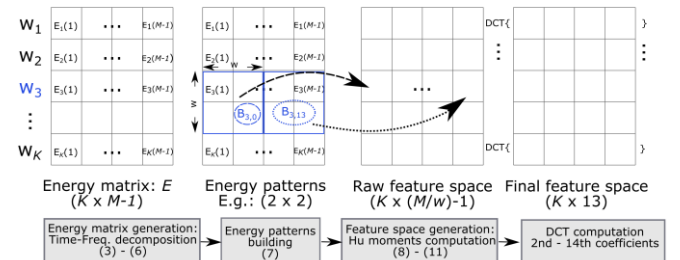 W1 E1(1) ... E1(M-1) E1(1) ... E1(M-1) DCT{ }
W2 E2(1) ... E2(M-1) E2(1) ... E2(M-1)
w
W3 E3(1) ... E3(M-1) w E3(1) ... E3(M-1) ...
B3,0 B3,13
WK EK(1) ... EK(M-1) EK(1) ... EK(M-1) DCT{ }
Energy matrix: E
(K x M-1)
Energy patterns
E.g.: (2 x 2)
Raw feature space
(K x (M/w)-1)
Final feature space
(K x 13)
Energy matrix generation:
Time-Freq. decomposition
(3) - (6)
Energy patterns
building
(7)
Feature space generation:
Hu moments computation
(8) - (11)
DCT computation
2nd - 14th coefficients